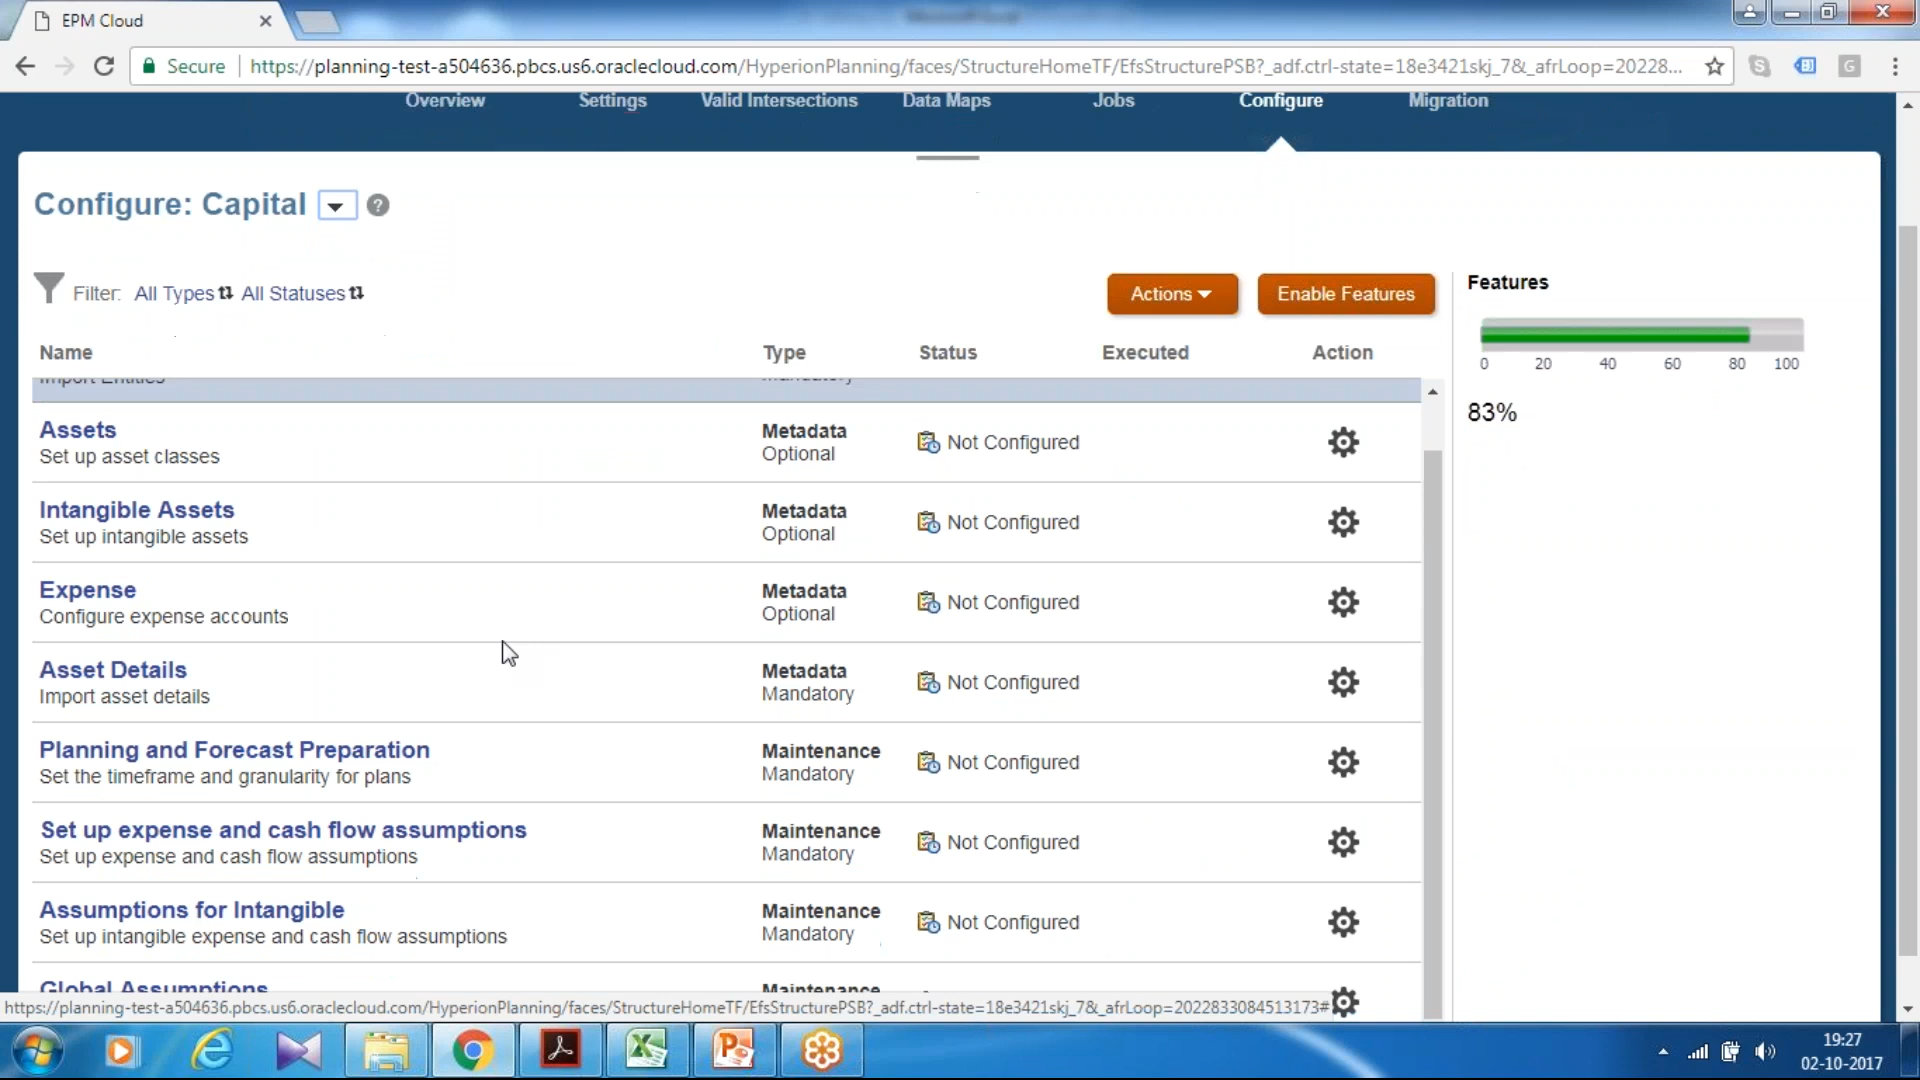 EPM Cloud
Secure https://planning-test-a504636.pbcs.us6.oraclecloud.com/HyperionPlanning/faces/StructureHomeTF/EfsStructurePSB?_adf.ctrl-state=18e3421skj_7&_afrLoop=20228...
Overview Settings Valid Intersections Data Maps Jobs Configure Migration
Configure: Capital
Filter: All Types All Statuses
Actions Enable Features
Features
0 20 40 60 80 100
83%
Name Type Status Executed Action
Import Entities Mandatory
Assets
Set up asset classes
Metadata
Optional
Not Configured
Intangible Assets
Set up intangible assets
Metadata
Optional
Not Configured
Expense
Configure expense accounts
Metadata
Optional
Not Configured
Asset Details
Import asset details
Metadata
Mandatory
Not Configured
Planning and Forecast Preparation
Set the timeframe and granularity for plans
Maintenance
Mandatory
Not Configured
Set up expense and cash flow assumptions
Set up expense and cash flow assumptions
Maintenance
Mandatory
Not Configured
Assumptions for Intangible
Set up intangible expense and cash flow assumptions
Maintenance
Mandatory
Not Configured
Global Assumptions Maintenance
https://planning-test-a504636.pbcs.us6.oraclecloud.com/HyperionPlanning/faces/StructureHomeTF/EfsStructurePSB?_adf.ctrl-state=18e3421skj_7&_afrLoop=2022833084513173#
19:27
02-10-2017